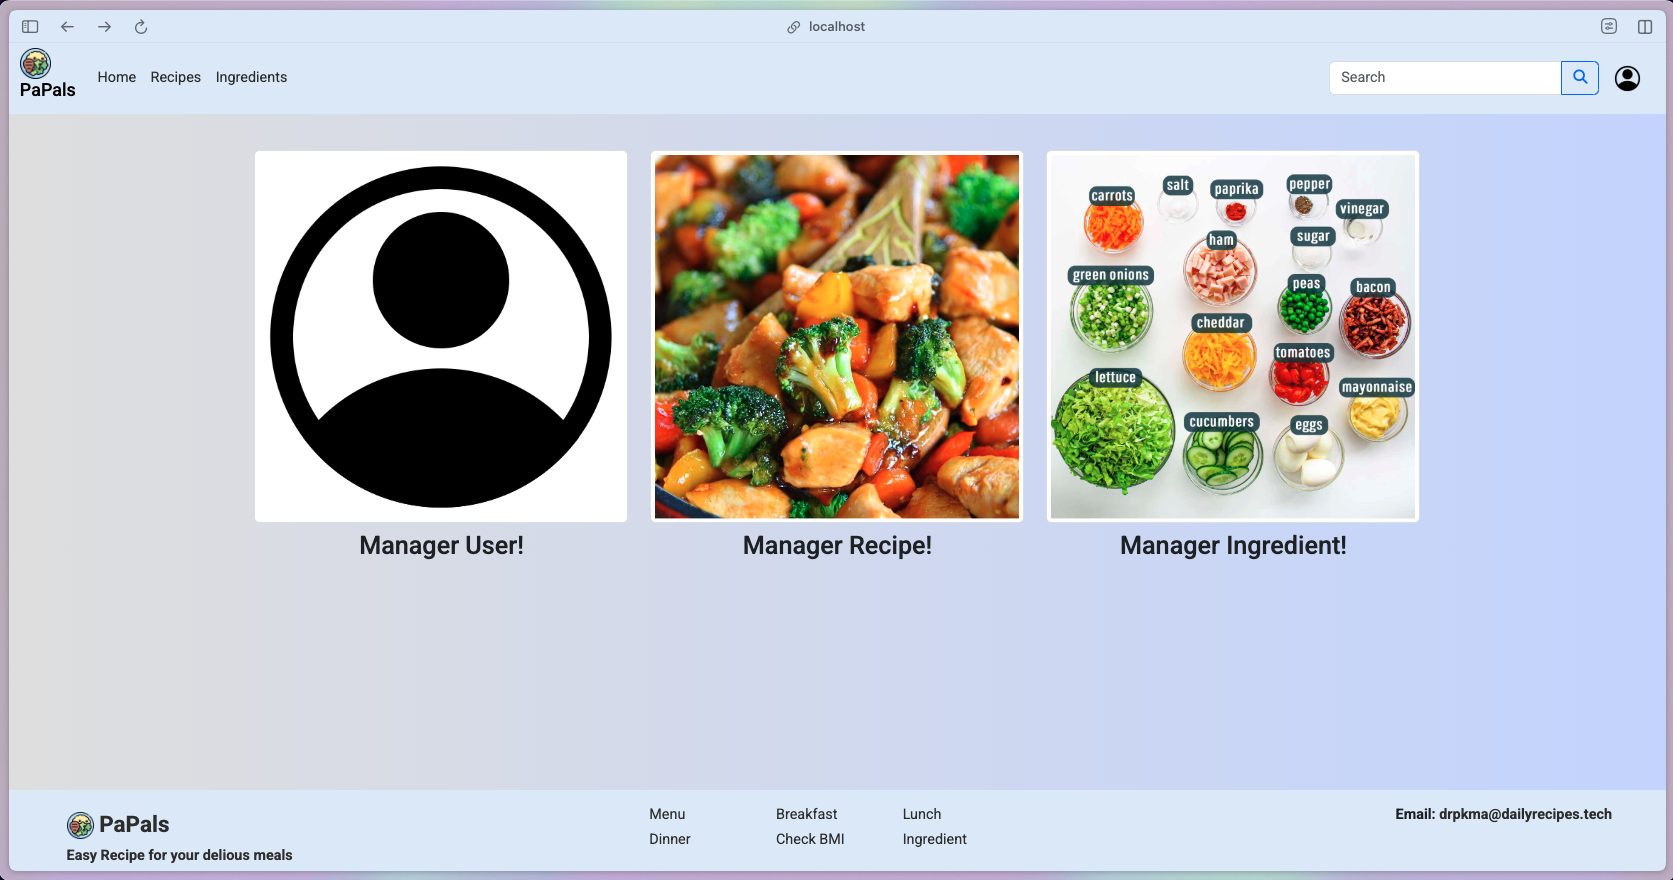 localhost
PaPals
Home Recipes Ingredients
Search
carrots
salt
paprika
pepper
vinegar
ham
sugar
green onions
peas
bacon
cheddar
tomatoes
lettuce
mayonnaise
cucumbers
eggs
Manager User!
Manager Recipe!
Manager Ingredient!
PaPals
Easy Recipe for your delious meals
Menu Breakfast Lunch
Dinner Check BMI Ingredient
Email: drpkma@dailyrecipes.tech